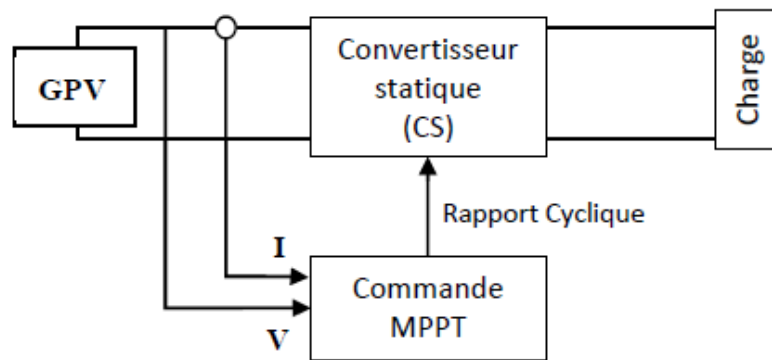 GPV
Convertisseur
statique
(CS)
Charge
Rapport Cyclique
I
V
Commande
MPPT